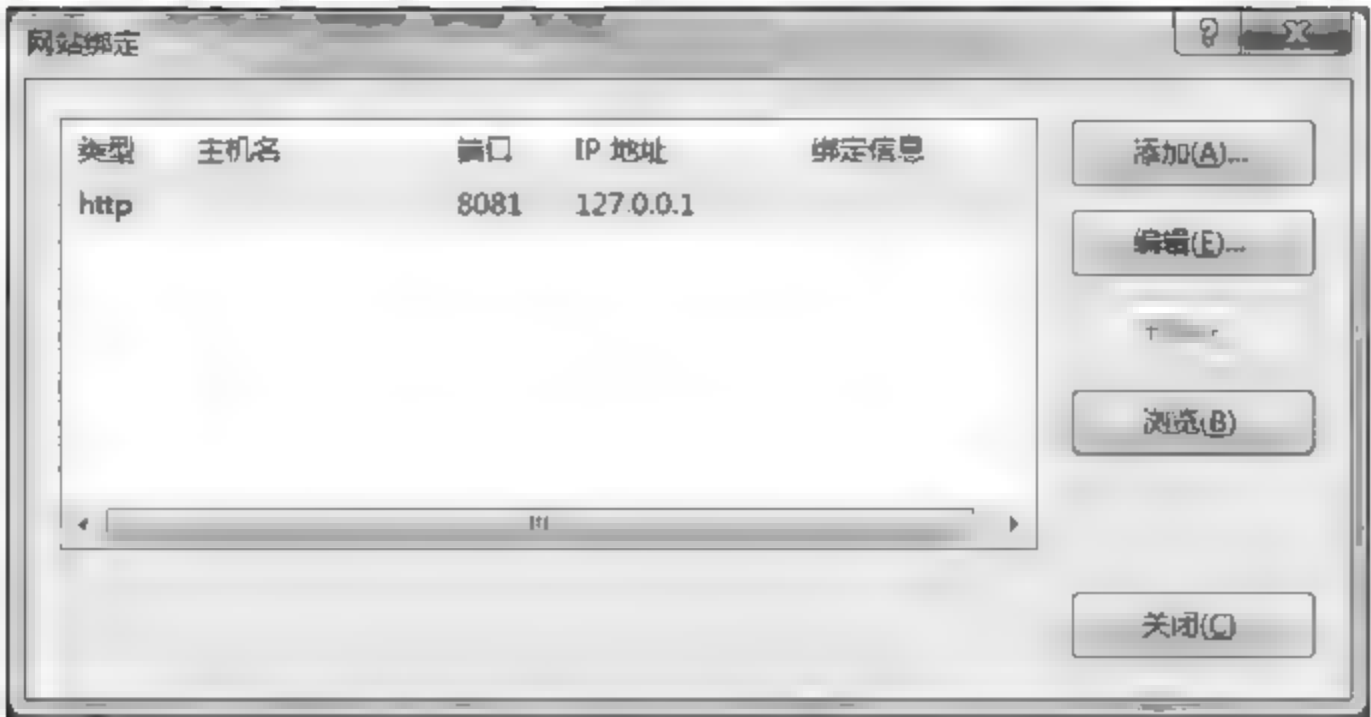 网站绑定
类型 主机名 端口 IP 地址 绑定信息
http 8081 127.0.0.1
添加(A)...
编辑(E)...
浏览(B)
关闭(C)